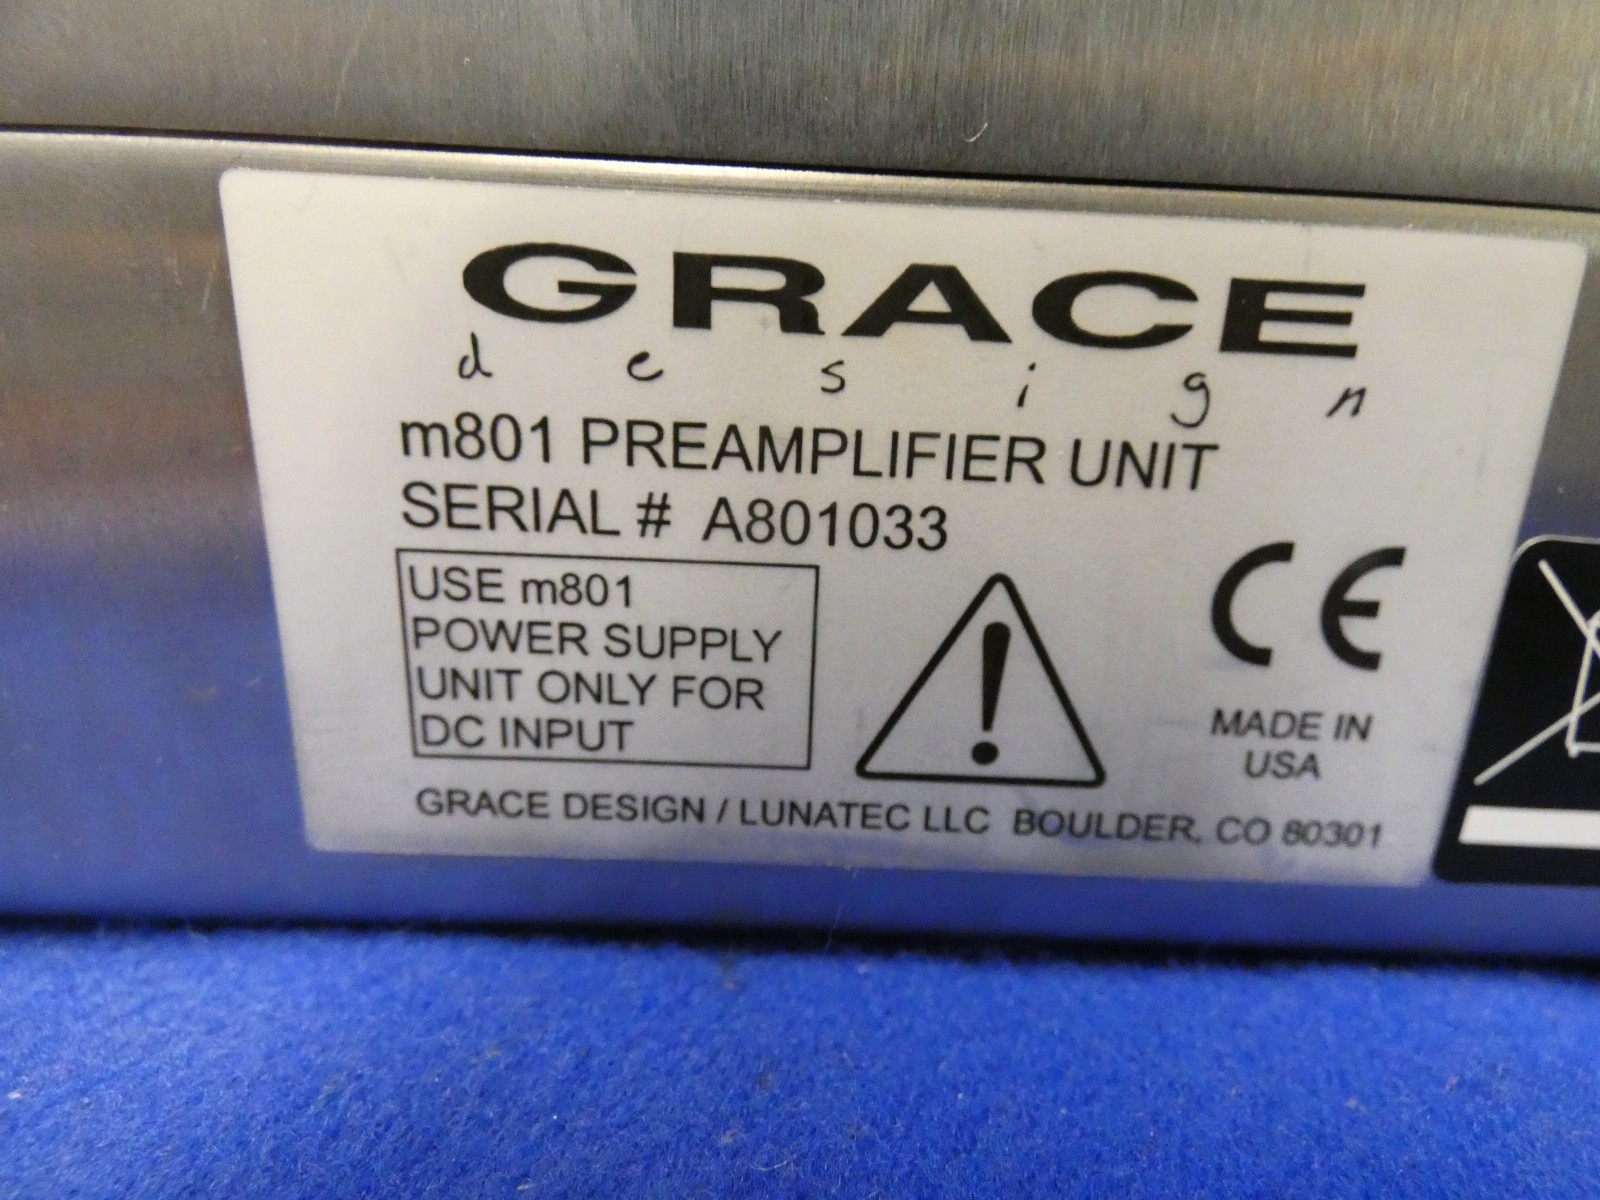 GRACE
design
m801 PREAMPLIFIER UNIT
SERIAL # A801033
USE m801
POWER SUPPLY
UNIT ONLY FOR
DC INPUT
CE
MADE IN
USA
GRACE DESIGN / LUNATEC LLC BOULDER, CO 80301